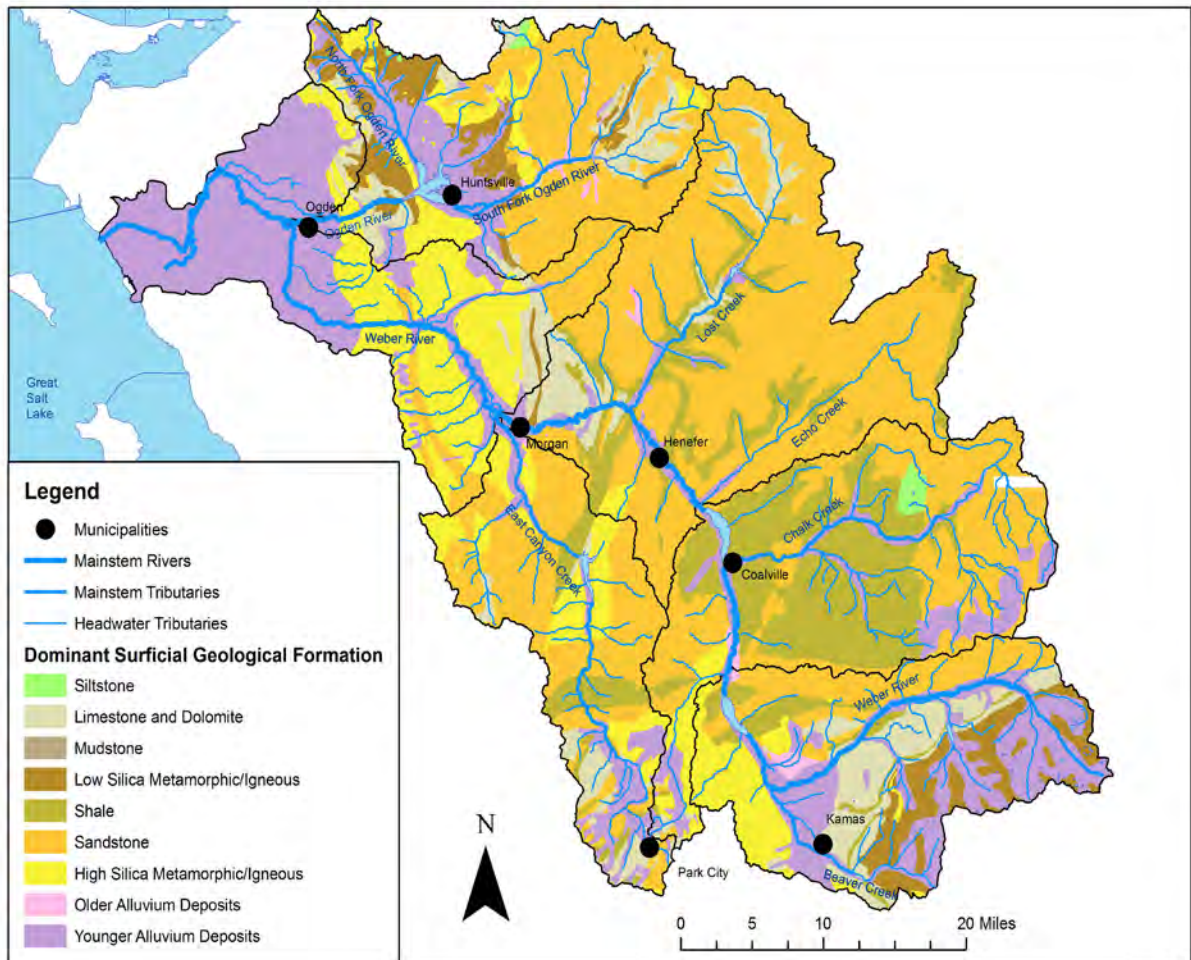 North Fork Ogden River
Huntsville
South Fork Ogden River
Ogden
Ogden River
Weber River
Lost Creek
Great
Salt
Lake
Morgan
Henefer
Echo Creek
East Canyon Creek
Chalk Creek
Coalville
Weber River
Kamas
Park City
Beaver Creek
Legend
Municipalities
Mainstem Rivers
Mainstem Tributaries
Headwater Tributaries
Dominant Surficial Geological Formation
Siltstone
Limestone and Dolomite
Mudstone
Low Silica Metamorphic/Igneous
Shale
Sandstone
High Silica Metamorphic/Igneous
Older Alluvium Deposits
Younger Alluvium Deposits
N
0 5 10 20 Miles